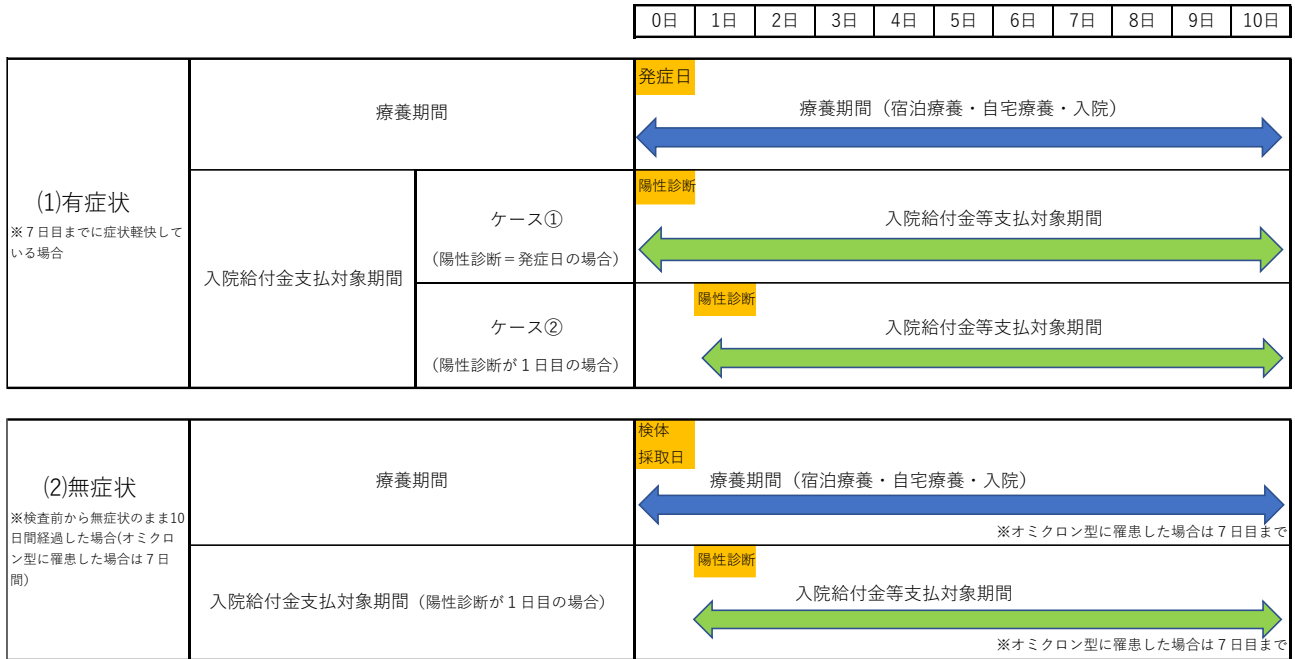 0日 1日 2日 3日 4日 5日 6日 7日 8日 9日 10日
⑴有症状
※７日目までに症状軽快して
いる場合
療養期間
発症日
療養期間（宿泊療養・自宅療養・入院）
入院給付金支払対象期間
ケース①
（陽性診断＝発症日の場合）
陽性診断
入院給付金等支払対象期間
ケース②
（陽性診断が１日目の場合）
陽性診断
入院給付金等支払対象期間
⑵無症状
※検査前から無症状のまま10
日間経過した場合(オミクロ
ン型に罹患した場合は７日
間)
療養期間
検体
採取日
療養期間（宿泊療養・自宅療養・入院）
※オミクロン型に罹患した場合は７日目まで
入院給付金支払対象期間（陽性診断が１日目の場合）
陽性診断
入院給付金等支払対象期間
※オミクロン型に罹患した場合は７日目まで